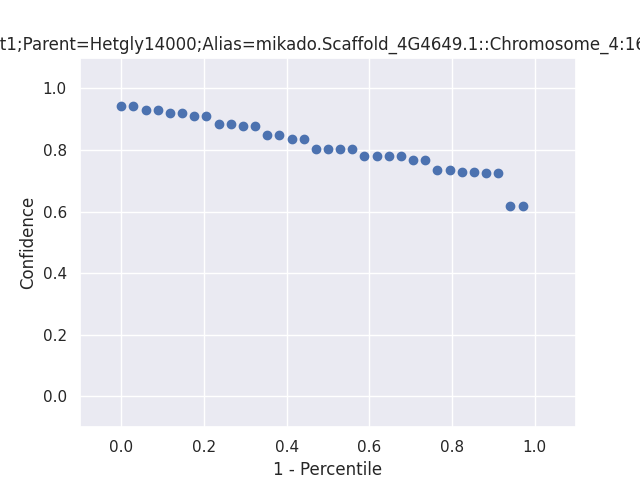 t1;Parent=Hetgly14000;Alias=mikado.Scaffold_4G4649.1::Chromosome_4:16
1.0
0.8
0.6
0.4
0.2
0.0
Confidence
0.0 0.2 0.4 0.6 0.8 1.0
1 - Percentile